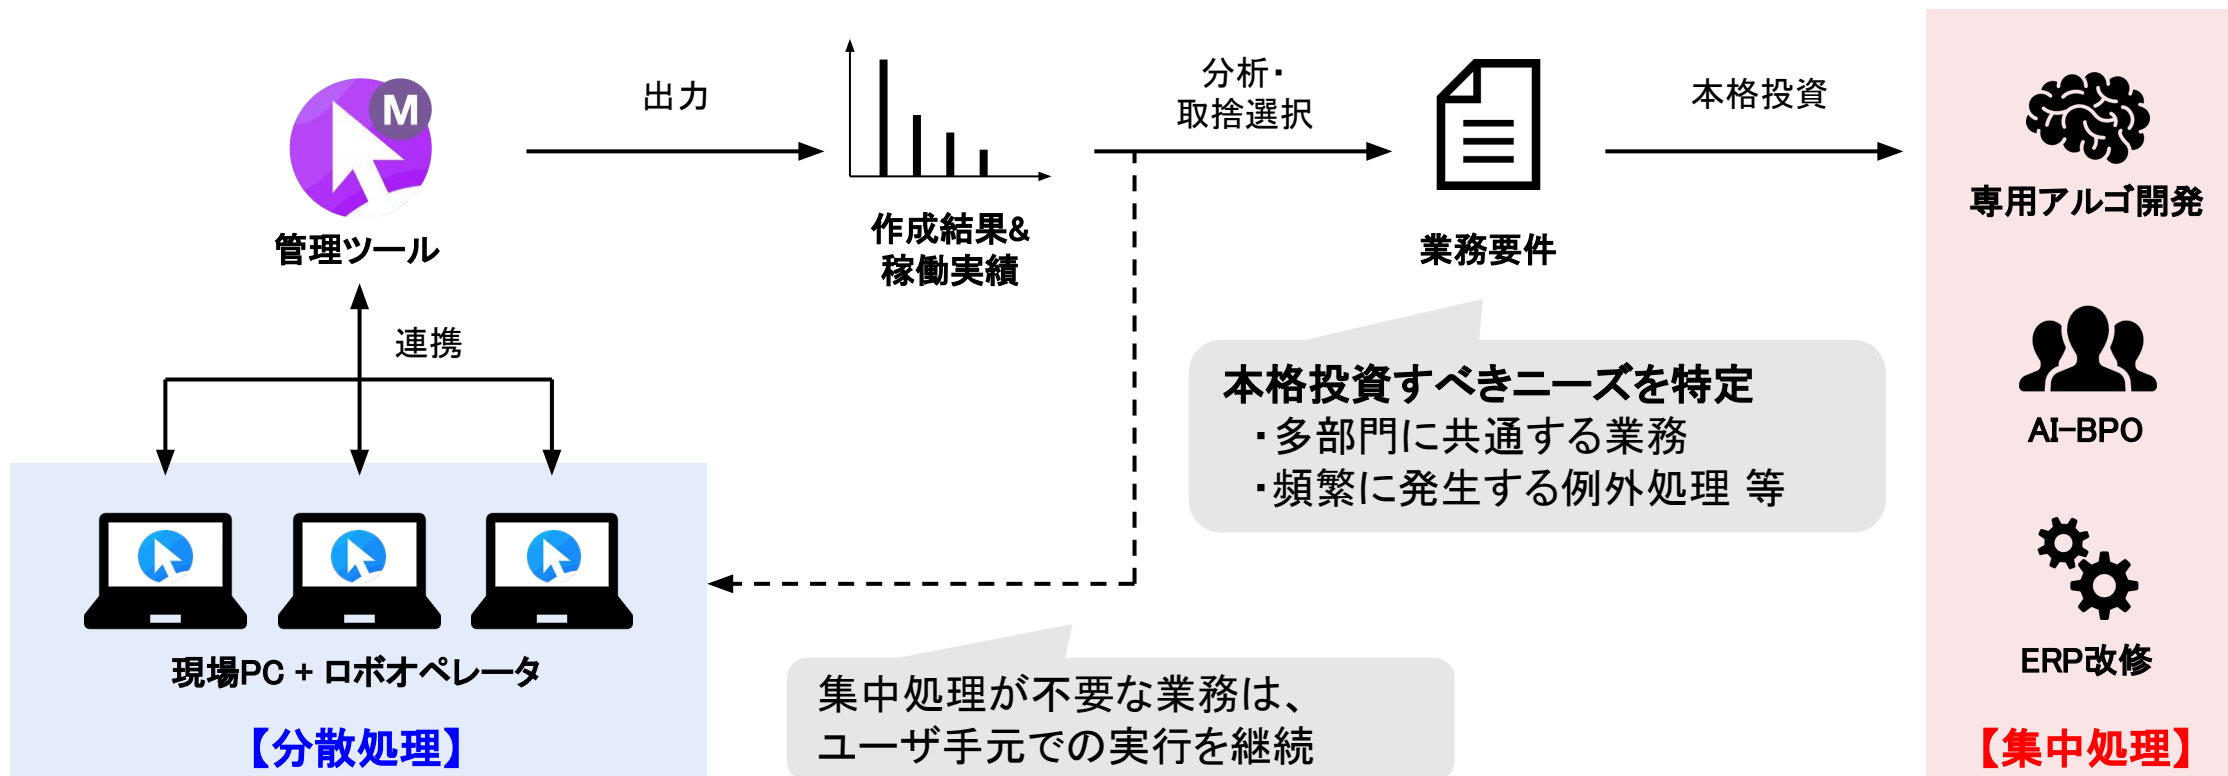 M
管理ツール
出力
作成結果&
稼働実績
分析・
取捨選択
業務要件
本格投資
専用アルゴ開発
AI-BPO
ERP改修
【集中処理】
連携
現場PC + ロボオペレータ
【分散処理】
本格投資すべきニーズを特定
・多部門に共通する業務
・頻繁に発生する例外処理 等
集中処理が不要な業務は、
ユーザ手元での実行を継続